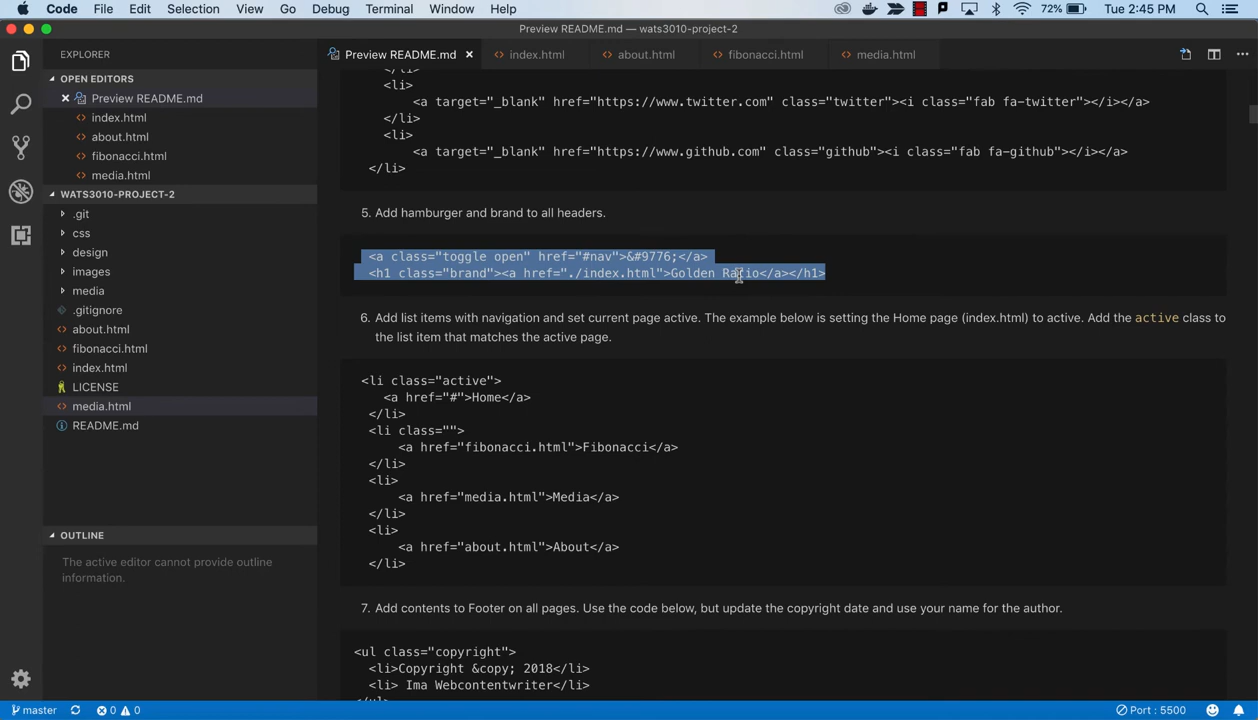 Code File Edit Selection View Go Debug Terminal Window Help 72% Tue 2:45 PM
Preview README.md — wats3010-project-2
EXPLORER
Preview README.md index.html about.html fibonacci.html media.html
OPEN EDITORS
Preview README.md
index.html
about.html
fibonacci.html
media.html
WATS3010-PROJECT-2
.git
css
design
images
media
.gitignore
about.html
fibonacci.html
index.html
LICENSE
media.html
README.md
OUTLINE
The active editor cannot provide outline
information.
</li>
<li>
<a target="_blank" href="https://www.twitter.com" class="twitter"><i class="fab fa-twitter"></i></a>
</li>
<li>
<a target="_blank" href="https://www.github.com" class="github"><i class="fab fa-github"></i></a>
</li>
5. Add hamburger and brand to all headers.
<a class="toggle open" href="#nav">&#9776;</a>
<h1 class="brand"><a href="./index.html">Golden Ratio</a></h1>
6. Add list items with navigation and set current page active. The example below is setting the Home page (index.html) to active. Add the active class to
the list item that matches the active page.
<li class="active">
<a href="#">Home</a>
</li>
<li class="">
<a href="fibonacci.html">Fibonacci</a>
</li>
<li>
<a href="media.html">Media</a>
</li>
<li>
<a href="about.html">About</a>
</li>
7. Add contents to Footer on all pages. Use the code below, but update the copyright date and use your name for the author.
<ul class="copyright">
<li>Copyright &copy; 2018</li>
<li> Ima Webcontentwriter</li>
</ul>
master 0 0 Port : 5500